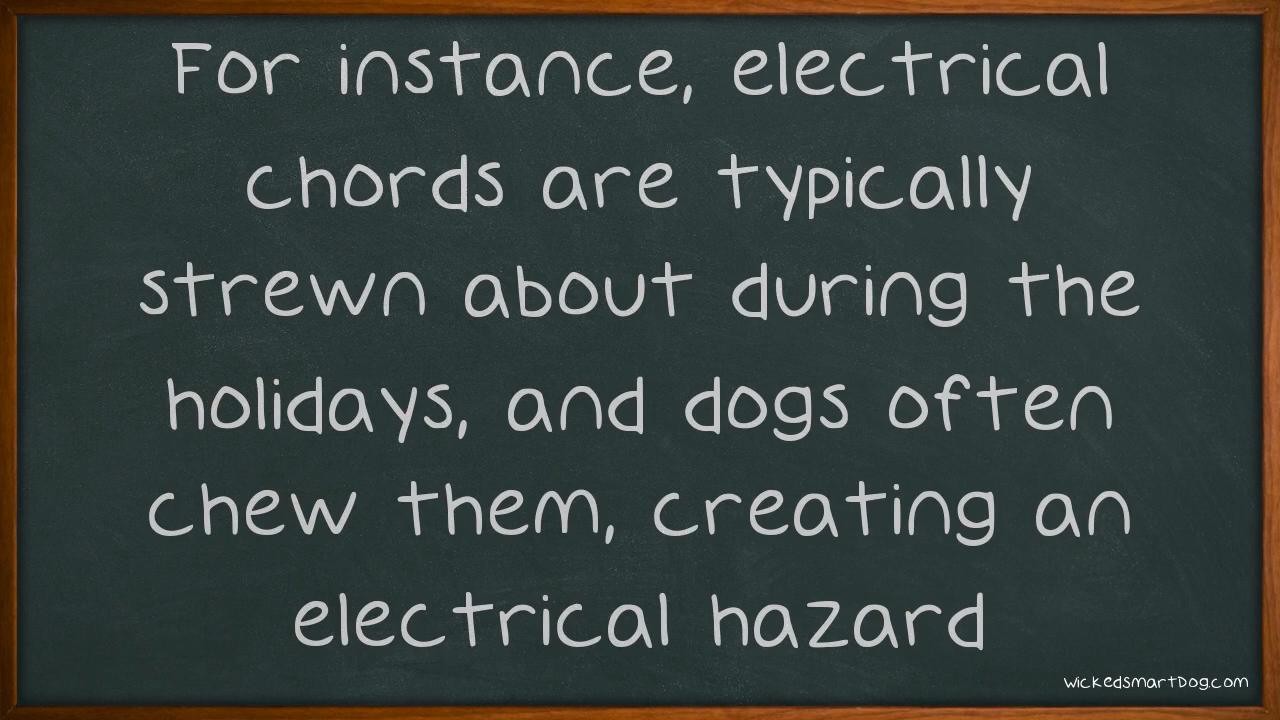 For instance, electrical
chords are typically
strewn about during the
holidays, and dogs often
chew them, creating an
electrical hazard
wickedsmartDog.com